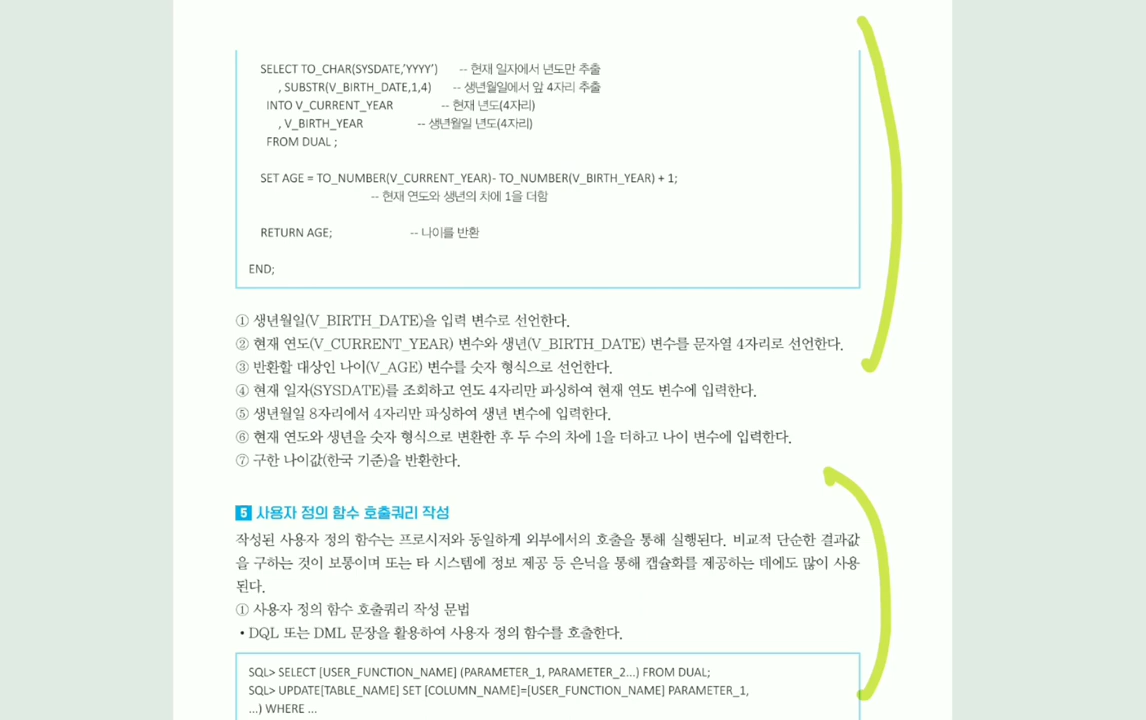 SELECT TO_CHAR(SYSDATE,'YYYY') -- 현재 일자에서 년도만 추출
, SUBSTR(V_BIRTH_DATE,1,4) -- 생년월일에서 앞 4자리 추출
INTO V_CURRENT_YEAR -- 현재 년도(4자리)
, V_BIRTH_YEAR -- 생년월일 년도(4자리)
FROM DUAL ;
SET AGE = TO_NUMBER(V_CURRENT_YEAR)- TO_NUMBER(V_BIRTH_YEAR) + 1;
-- 현재 연도와 생년의 차에 1을 더함
RETURN AGE; -- 나이를 반환
END;
① 생년월일(V_BIRTH_DATE)을 입력 변수로 선언한다.
② 현재 연도(V_CURRENT_YEAR) 변수와 생년(V_BIRTH_DATE) 변수를 문자열 4자리로 선언한다.
③ 반환할 대상인 나이(V_AGE) 변수를 숫자 형식으로 선언한다.
④ 현재 일자(SYSDATE)를 조회하고 연도 4자리만 파싱하여 현재 연도 변수에 입력한다.
⑤ 생년월일 8자리에서 4자리만 파싱하여 생년 변수에 입력한다.
⑥ 현재 연도와 생년을 숫자 형식으로 변환한 후 두 수의 차에 1을 더하고 나이 변수에 입력한다.
⑦ 구한 나이값(한국 기준)을 반환한다.
5 사용자 정의 함수 호출쿼리 작성
작성된 사용자 정의 함수는 프로시저와 동일하게 외부에서의 호출을 통해 실행된다. 비교적 단순한 결과값
을 구하는 것이 보통이며 또는 타 시스템에 정보 제공 등 은닉을 통해 캡슐화를 제공하는 데에도 많이 사용
된다.
① 사용자 정의 함수 호출쿼리 작성 문법
• DQL 또는 DML 문장을 활용하여 사용자 정의 함수를 호출한다.
SQL> SELECT [USER_FUNCTION_NAME] (PARAMETER_1, PARAMETER_2...) FROM DUAL;
SQL> UPDATE[TABLE_NAME] SET [COLUMN_NAME]=[USER_FUNCTION_NAME] PARAMETER_1,
...) WHERE ...